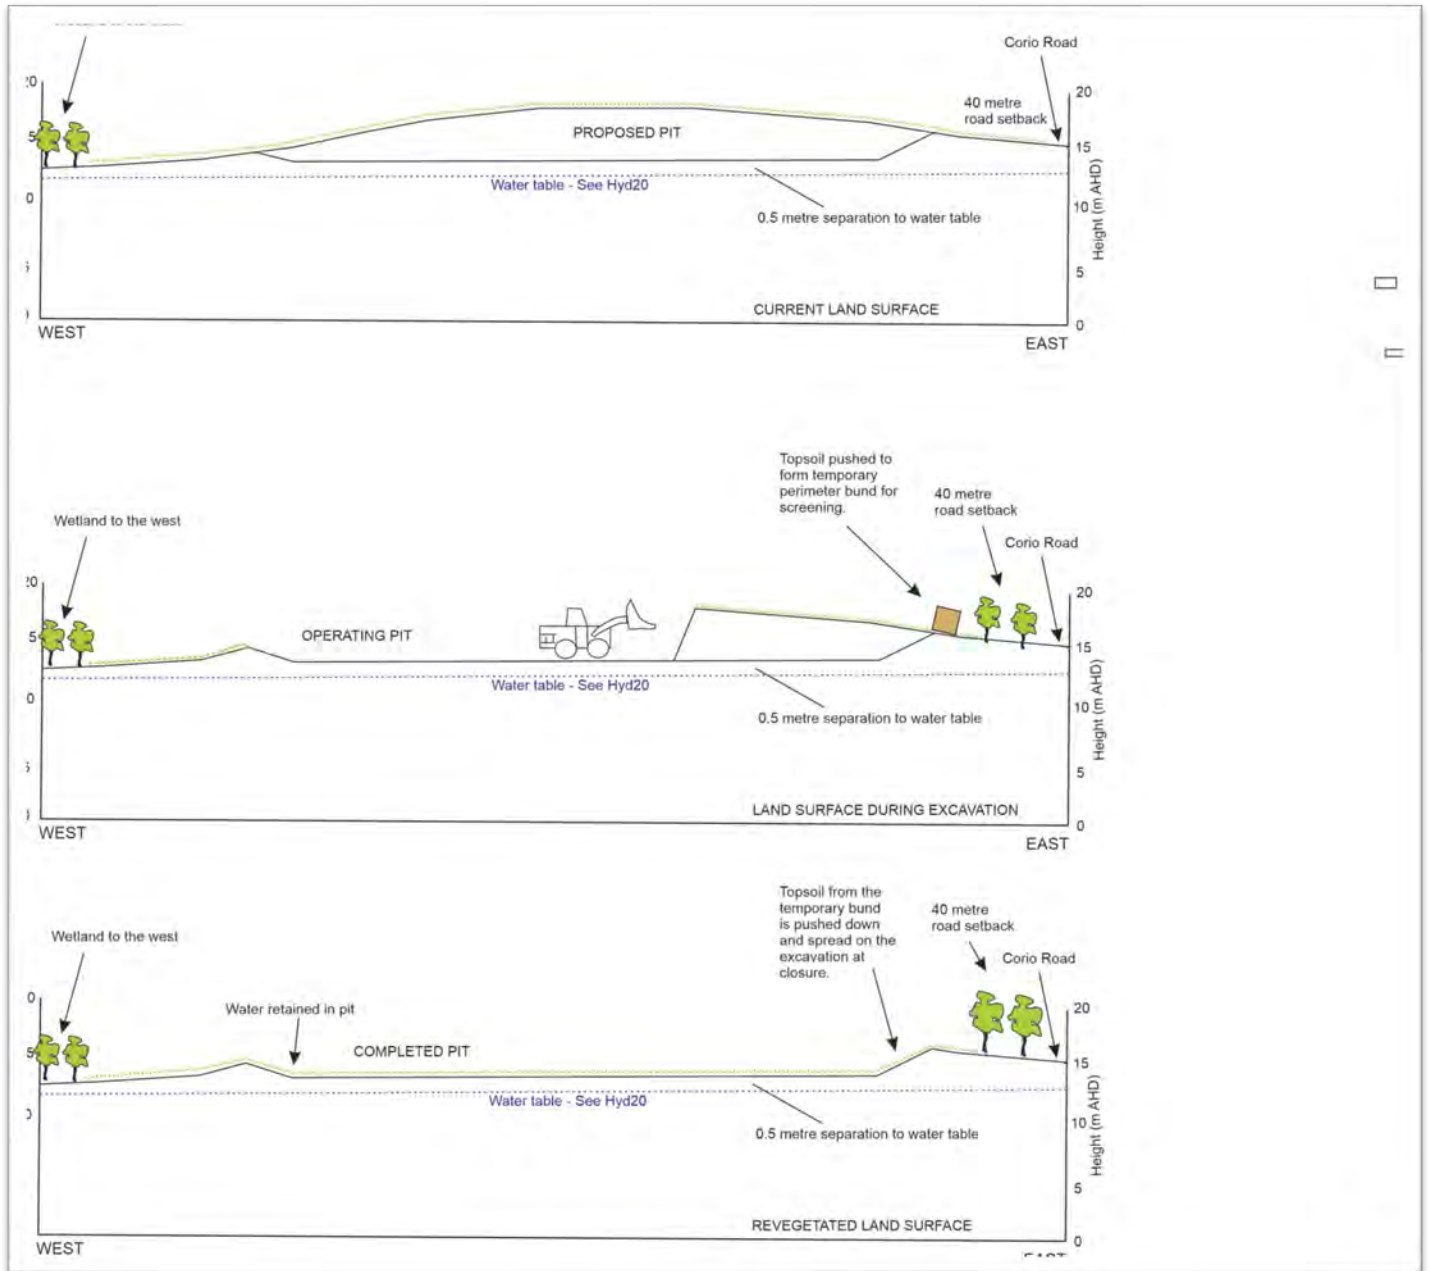 Corio Road
20
20
40 metre
road setback
PROPOSED PIT
5
15
Water table - See Hyd20
0
10
0.5 metre separation to water table
Height (m AHD)
5
CURRENT LAND SURFACE
0
WEST
EAST
Topsoil pushed to
form temporary
perimeter bund for
screening.
40 metre
road setback
Wetland to the west
Corio Road
20
20
OPERATING PIT
5
15
Water table - See Hyd20
0
10
0.5 metre separation to water table
Height (m AHD)
5
LAND SURFACE DURING EXCAVATION
0
WEST
EAST
Topsoil from the
temporary bund
is pushed down
and spread on the
excavation at
closure.
40 metre
road setback
Wetland to the west
Corio Road
0
20
Water retained in pit
COMPLETED PIT
5
15
Water table - See Hyd20
10
0.5 metre separation to water table
Height (m AHD)
5
REVEGETATED LAND SURFACE
0
WEST